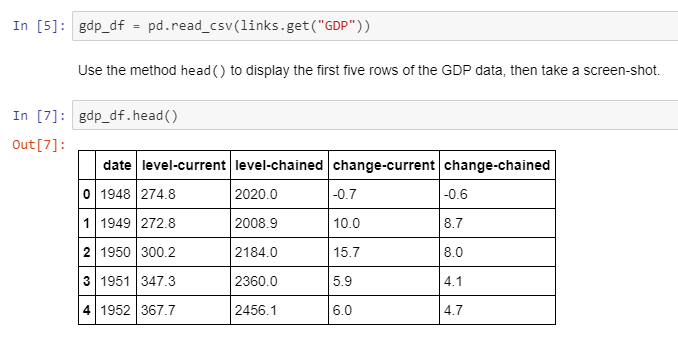 In [5]: gdp_df = pd.read_csv(links.get("GDP"))
Use the method head() to display the first five rows of the GDP data, then take a screen-shot.
In [7]: gdp_df.head()
Out[7]:
date level-current level-chained change-current change-chained
0 1948 274.8 2020.0 -0.7 -0.6
1 1949 272.8 2008.9 10.0 8.7
2 1950 300.2 2184.0 15.7 8.0
3 1951 347.3 2360.0 5.9 4.1
4 1952 367.7 2456.1 6.0 4.7